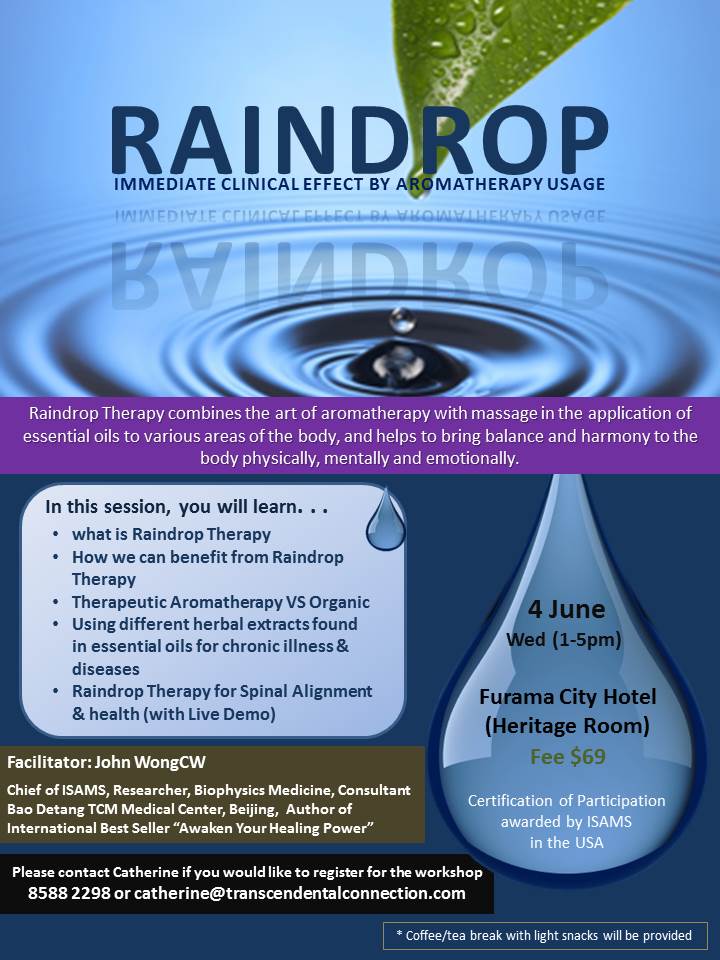 RAINDROP
IMMEDIATE CLINICAL EFFECT BY AROMATHERAPY USAGE
IMMEDIATE CLINICAL EFFECT BY AROMATHERAPY USAGE
RAINDROP
Raindrop Therapy combines the art of aromatherapy with massage in the application of
essential oils to various areas of the body, and helps to bring balance and harmony to the
body physically, mentally and emotionally.
In this session, you will learn. . .
• what is Raindrop Therapy
• How we can benefit from Raindrop
Therapy
• Therapeutic Aromatherapy VS Organic
• Using different herbal extracts found
in essential oils for chronic illness &
diseases
• Raindrop Therapy for Spinal Alignment
& health (with Live Demo)
4 June
Wed (1-5pm)
Furama City Hotel
(Heritage Room)
Fee $69
Certification of Participation
awarded by ISAMS
in the USA
Facilitator: John WongCW
Chief of ISAMS, Researcher, Biophysics Medicine, Consultant
Bao Detang TCM Medical Center, Beijing, Author of
International Best Seller “Awaken Your Healing Power”
Please contact Catherine if you would like to register for the workshop
8588 2298 or catherine@transcendentalconnection.com
* Coffee/tea break with light snacks will be provided